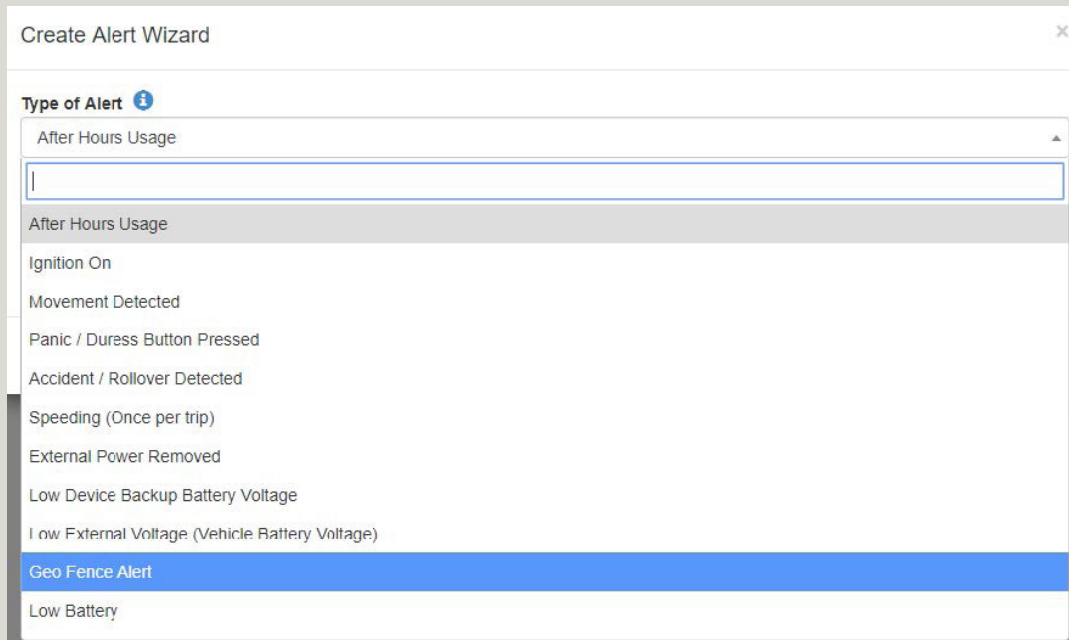 Create Alert Wizard
×
Type of Alert
After Hours Usage
After Hours Usage
Ignition On
Movement Detected
Panic / Duress Button Pressed
Accident / Rollover Detected
Speeding (Once per trip)
External Power Removed
Low Device Backup Battery Voltage
Low External Voltage (Vehicle Battery Voltage)
Geo Fence Alert
Low Battery